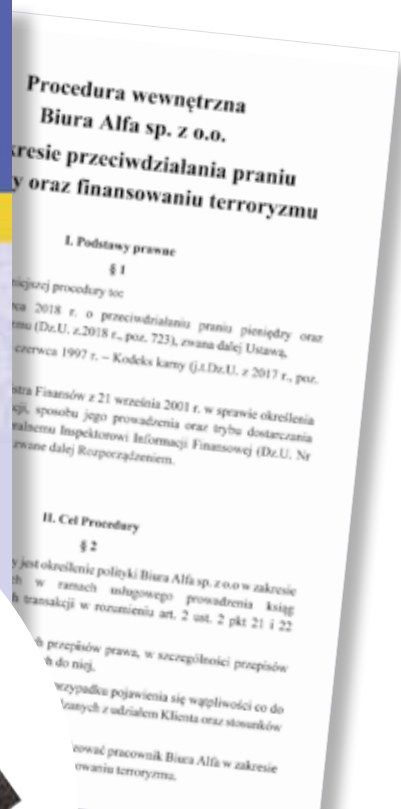 Procedura wewnętrzna
Biura Alfa sp. z o.o.
kresie przeciwdziałania praniu
y oraz finansowaniu terroryzmu
I. Podstawy prawne
§ 1
niejszej procedury to:
ca 2018 r. o przeciwdziałaniu praniu pieniędzy oraz
mu (Dz.U. z 2018 r., poz. 723), zwana dalej Ustawą,
czerwca 1997 r. – Kodeks karny (j.t.Dz.U. z 2017 r., poz.
stra Finansów z 21 września 2001 r. w sprawie określenia
cji, sposobu jego prowadzenia oraz trybu dostarczania
ralnemu Inspektorowi Informacji Finansowej (Dz.U. Nr
zwane dalej Rozporządzeniem.
II. Cel Procedury
§ 2
y jest określenie polityki Biura Alfa sp. z o.o w zakresie
ch w ramach usługowego prowadzenia ksiąg
h transakcji w rozumieniu art. 2 ust. 2 pkt 21 i 22
h przepisów prawa, w szczególności przepisów
h do niej,
przypadku pojawienia się wątpliwości co do
dzanych z udziałem Klienta oraz stosunków
izować pracownik Biura Alfa w zakresie
owaniu terroryzmu.